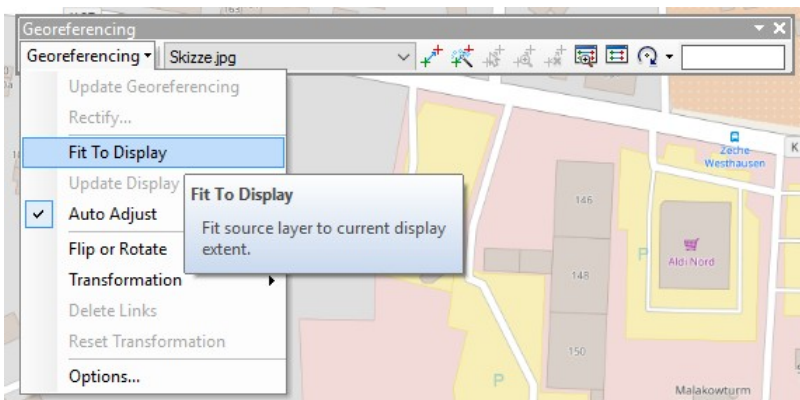 163
Georeferencing
Georeferencing
Skizze.jpg
Update Georeferencing
Rectify...
Fit To Display
Update Display
Auto Adjust
Flip or Rotate
Transformation
Delete Links
Reset Transformation
Options...
Fit To Display
Fit source layer to current display
extent.
Zeche
Westhausen
K
146
P
Aldi Nord
148
150
P
Malakowturm